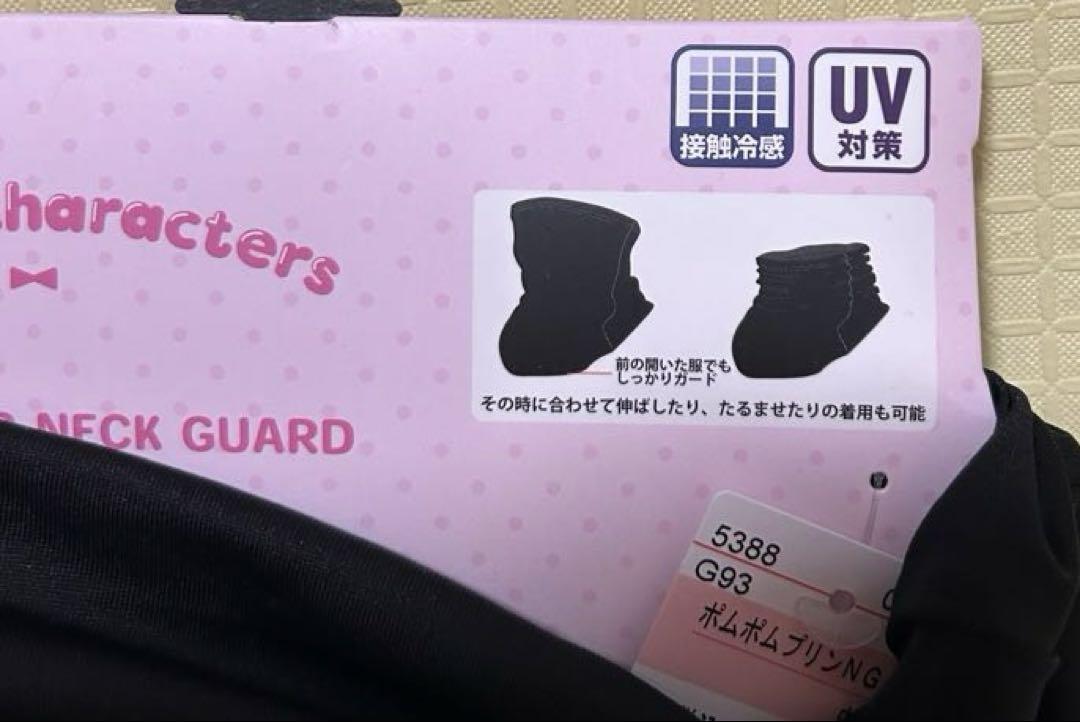 接触冷感
UV
対策
characters
前の開いた服でも
しっかりガード
その時に合わせて伸ばしたり、たるませたりの着用も可能
NECK GUARD
5388
G93
ポムポムプリンNG